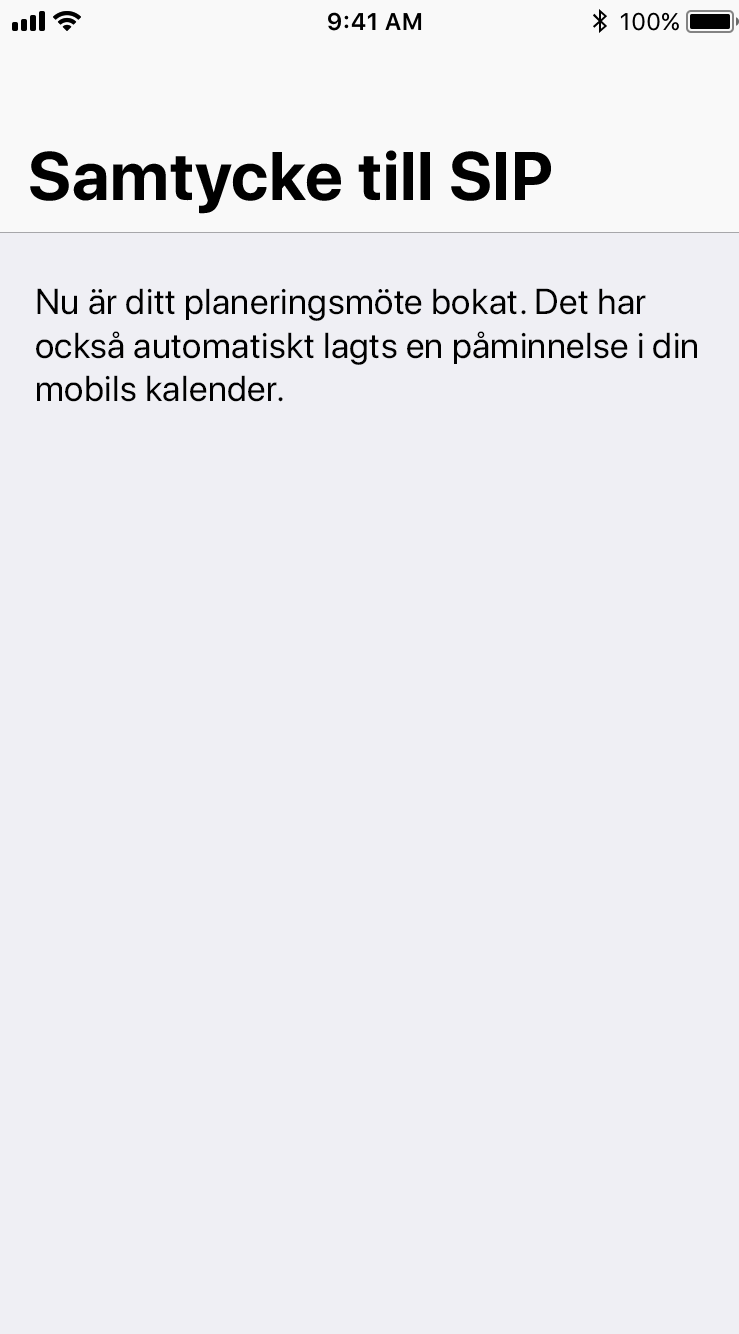 9:41 AM 100%
Samtycke till SIP
Nu är ditt planeringsmöte bokat. Det har
också automatiskt lagts en påminnelse i din
mobils kalender.